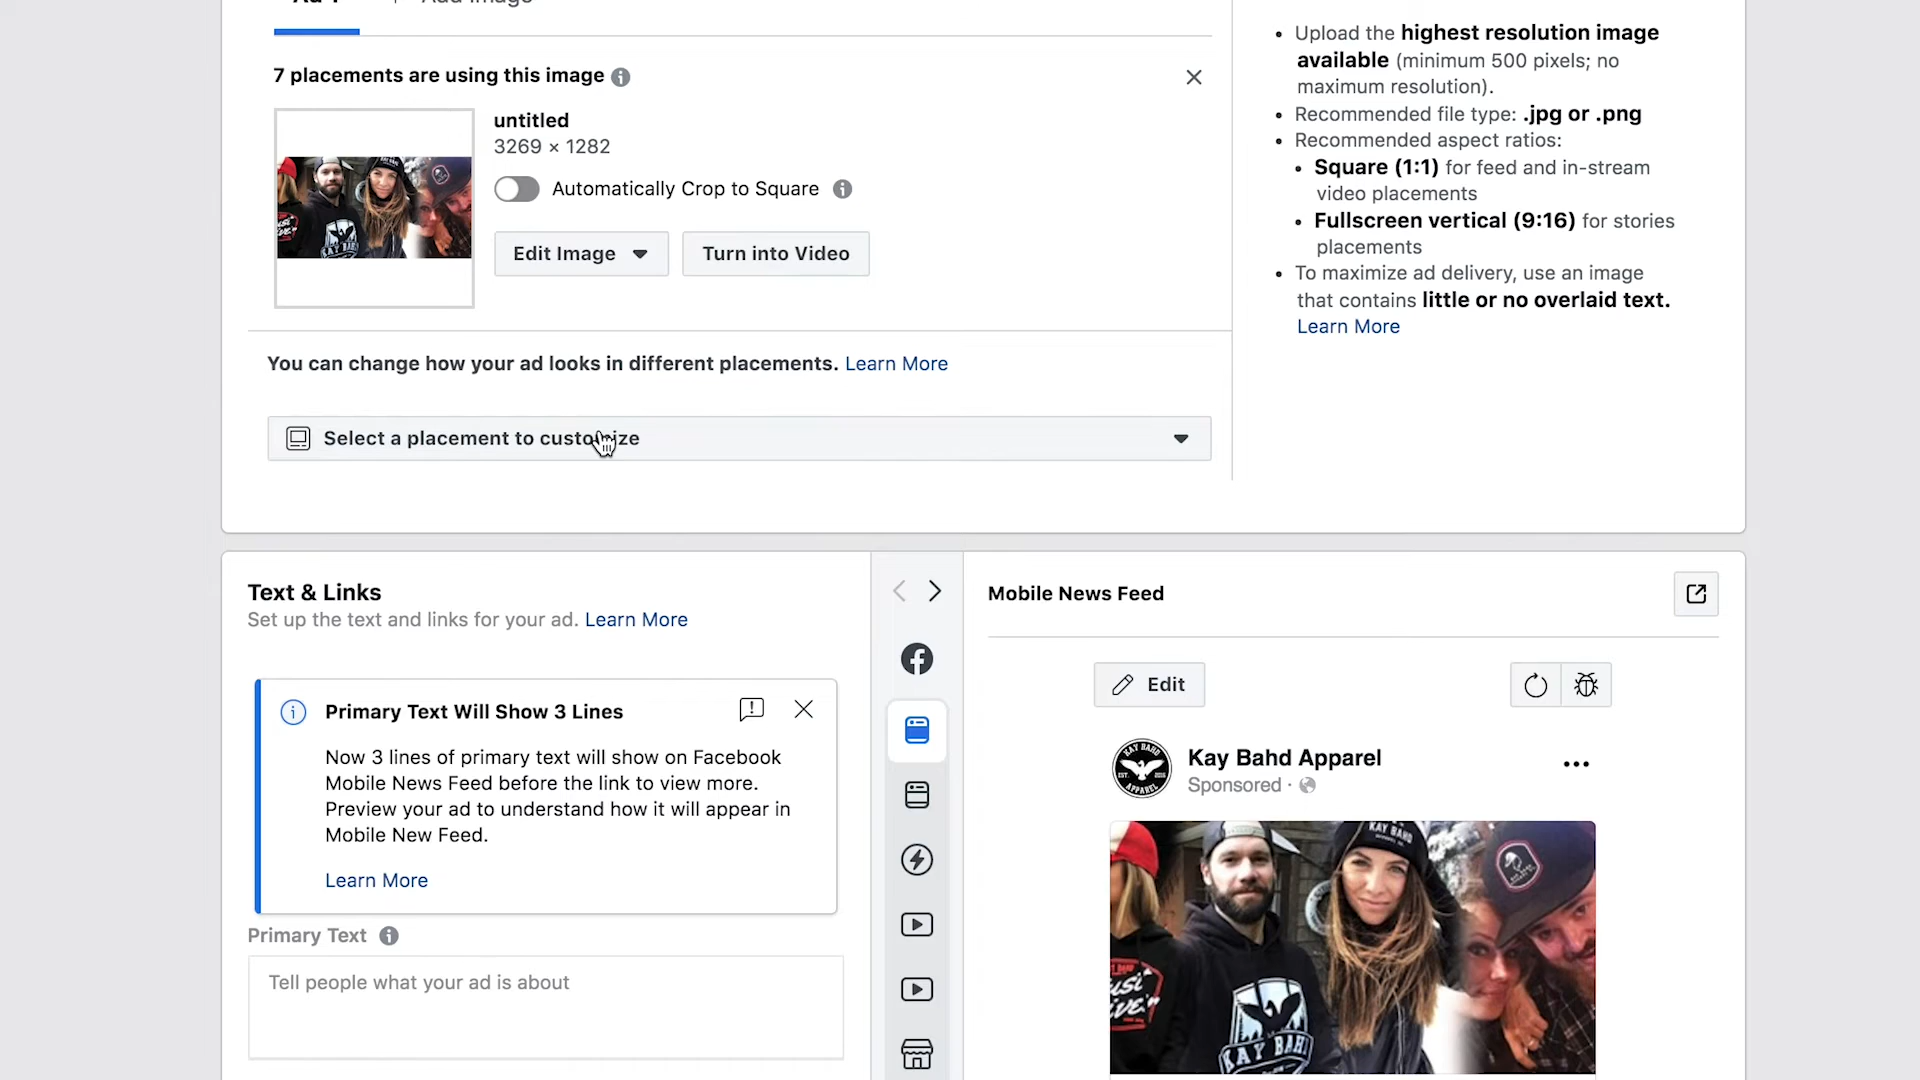 7 placements are using this image
untitled
3269 × 1282
Automatically Crop to Square
Edit Image
Turn into Video
You can change how your ad looks in different placements. Learn More
Select a placement to customize
• Upload the highest resolution image
available (minimum 500 pixels; no
maximum resolution).
• Recommended file type: .jpg or .png
• Recommended aspect ratios:
• Square (1:1) for feed and in-stream
video placements
• Fullscreen vertical (9:16) for stories
placements
• To maximize ad delivery, use an image
that contains little or no overlaid text.
Learn More
Text & Links
Set up the text and links for your ad. Learn More
Primary Text Will Show 3 Lines
Now 3 lines of primary text will show on Facebook
Mobile News Feed before the link to view more.
Preview your ad to understand how it will appear in
Mobile New Feed.
Learn More
Primary Text
Tell people what your ad is about
Mobile News Feed
Edit
KAY BAHD
APPAREL
Kay Bahd Apparel
Sponsored ·
KAY BAHD
KAY BAHD